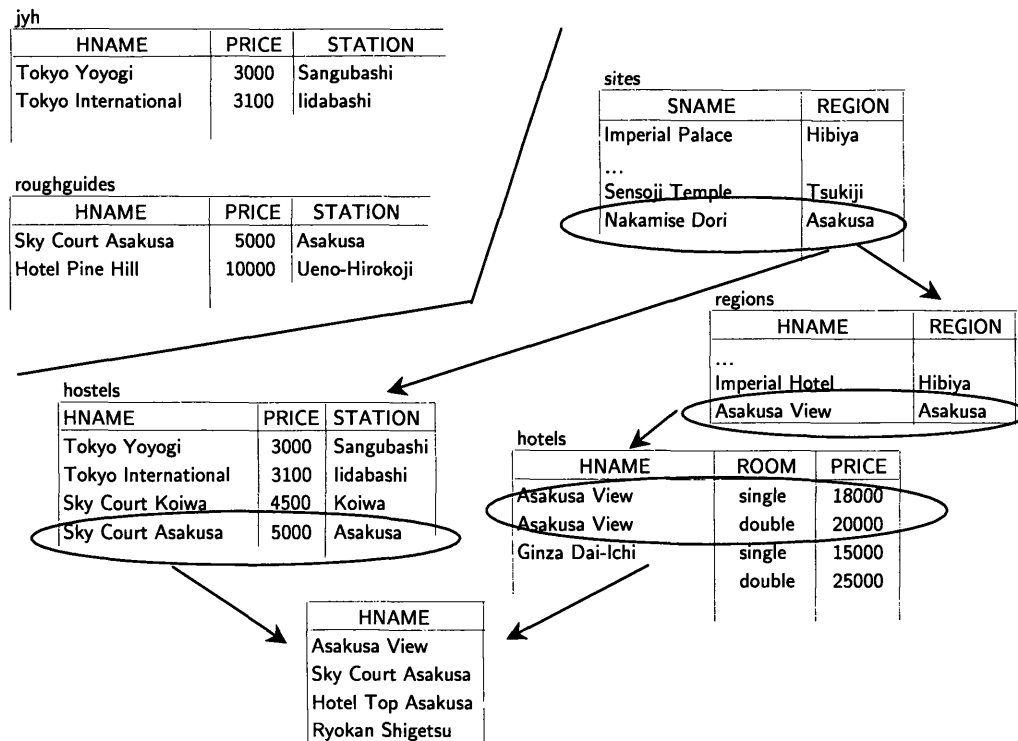 jyh
HNAME PRICE STATION
Tokyo Yoyogi 3000 Sangubashi
Tokyo International 3100 Iidabashi
roughguides
HNAME PRICE STATION
Sky Court Asakusa 5000 Asakusa
Hotel Pine Hill 10000 Ueno-Hirokoji
sites
SNAME REGION
Imperial Palace Hibiya
...
Sensoji Temple Tsukiji
Nakamise Dori Asakusa
regions
HNAME REGION
...
Imperial Hotel Hibiya
Asakusa View Asakusa
hostels
HNAME PRICE STATION
Tokyo Yoyogi 3000 Sangubashi
Tokyo International 3100 Iidabashi
Sky Court Koiwa 4500 Koiwa
Sky Court Asakusa 5000 Asakusa
hotels
HNAME ROOM PRICE
Asakusa View single 18000
Asakusa View double 20000
Ginza Dai-Ichi single 15000
double 25000
HNAME
Asakusa View
Sky Court Asakusa
Hotel Top Asakusa
Ryokan Shigetsu